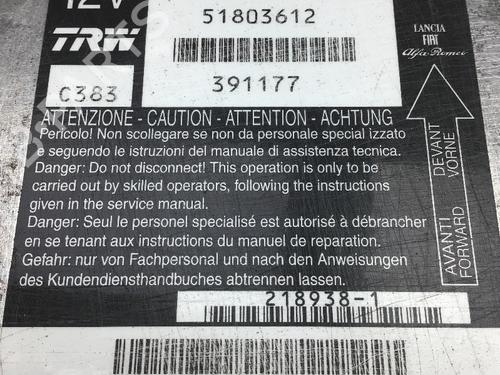 12V
51803612
LANCIA
FIAT
Alfa Romeo
TRW
C383
391177
ATTENZIONE - CAUTION - ATTENTION - ACHTUNG
Pericolo! Non scollegare se non da personale special izzato
e seguendo le istruzioni del manuale di assistenza tecnica.
Danger: Do not disconnect! This operation is only to be
carried out by skilled operators, following the instructions
given in the service manual.
Danger: Seul le personel spécialisé est autorisé à débrancher
en se tenant aux instructions du manuel de reparation.
Gefahr: nur von Fachpersonal und nach den Anweisungen
des Kundendiensthandbuches abtrennen lassen.
AVANTI DEVANT
FORWARD VORNE
218938-1